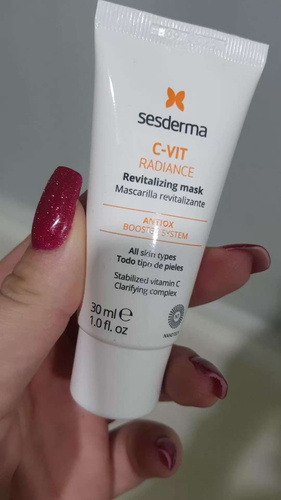 sesderma
C-VIT
RADIANCE
Revitalizing mask
Mascarilla revitalizante
ANTIOX
BOOSTER SYSTEM
All skin types
Todo tipo de pieles
Stabilized vitamin C
Clarifying complex
30 ml e
1.0 fl. oz